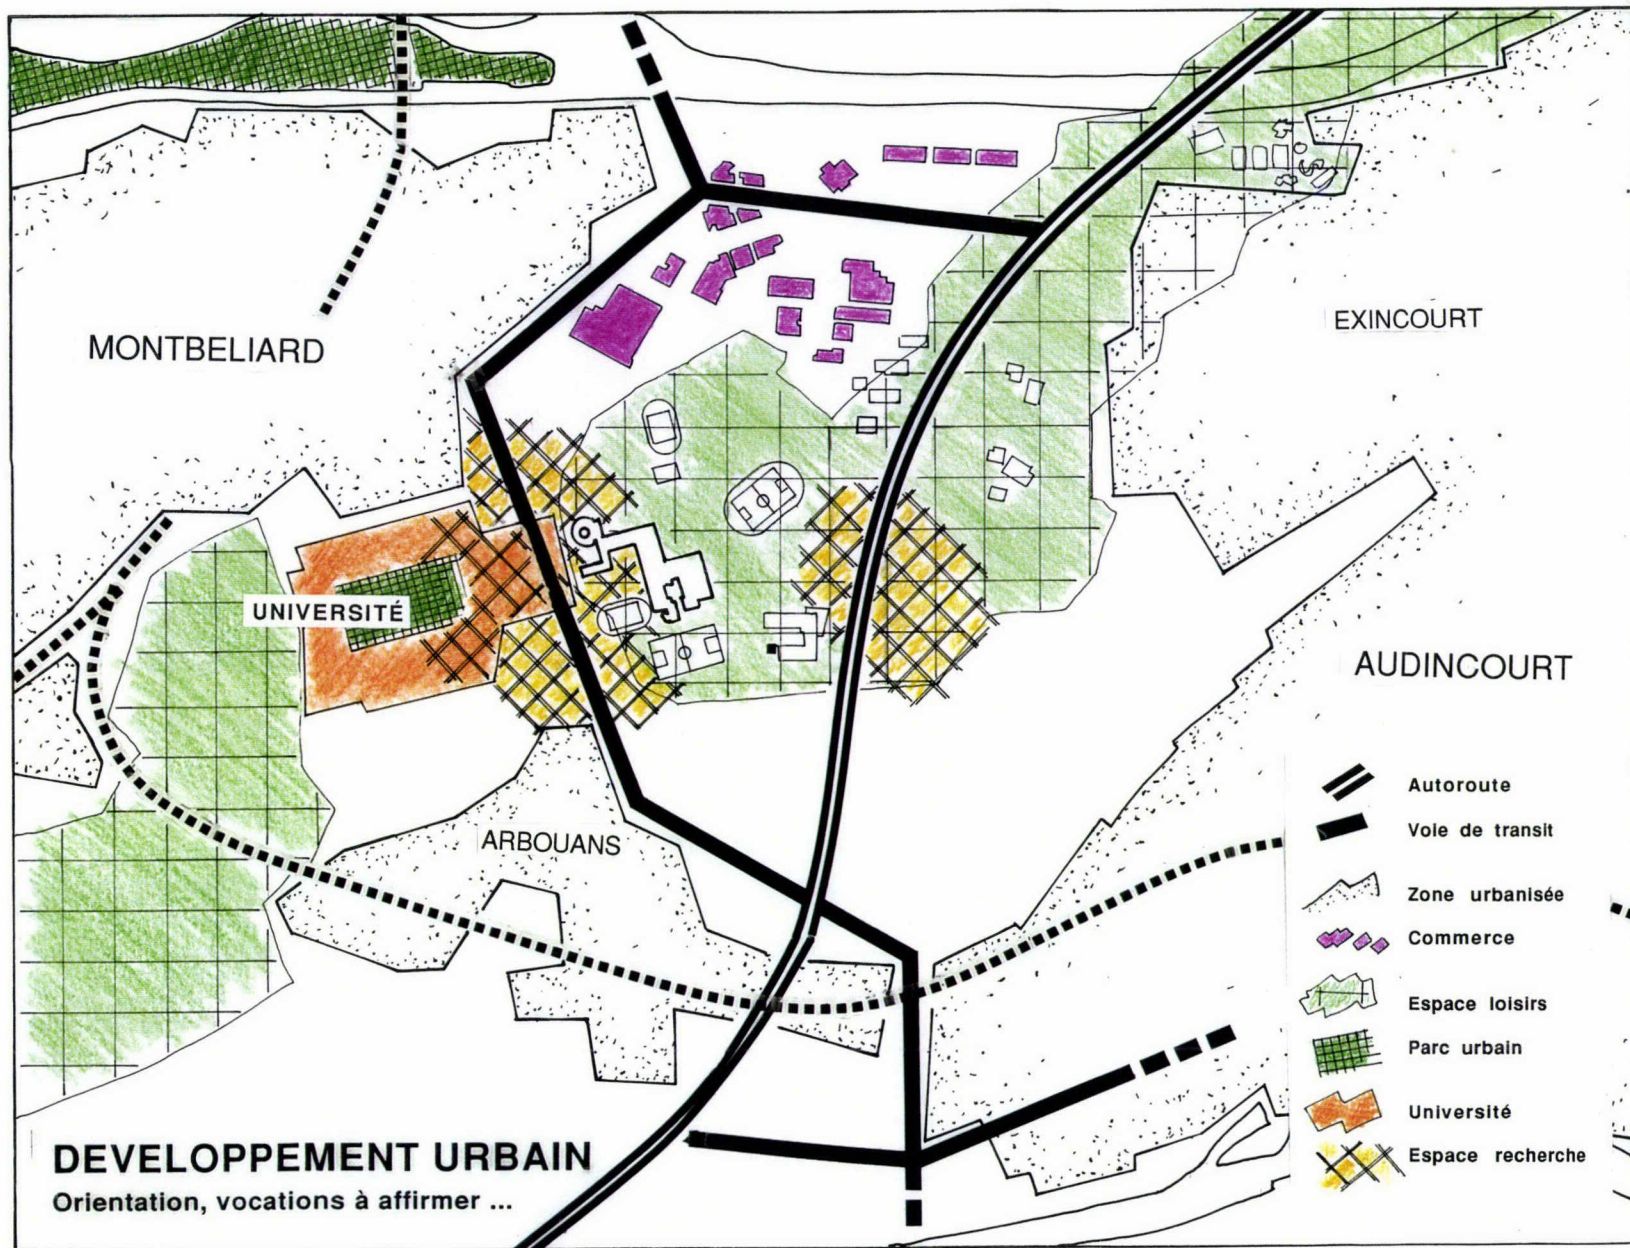 MONTBELIARD
EXINCOURT
UNIVERSITÉ
AUDINCOURT
ARBOUANS
Autoroute
Voie de transit
Zone urbanisée
Commerce
Espace loisirs
Parc urbain
Université
Espace recherche
DEVELOPPEMENT URBAIN
Orientation, vocations à affirmer ...